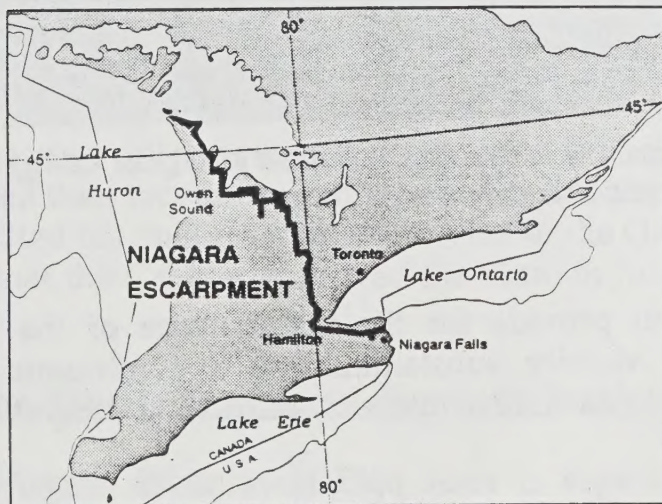 80°
45°
45°
Lake
Huron
Owen
Sound
NIAGARA
ESCARPMENT
Toronto
Lake Ontario
Hamilton
Niagara Falls
Lake Erie
CANADA
U.S.A.
80°